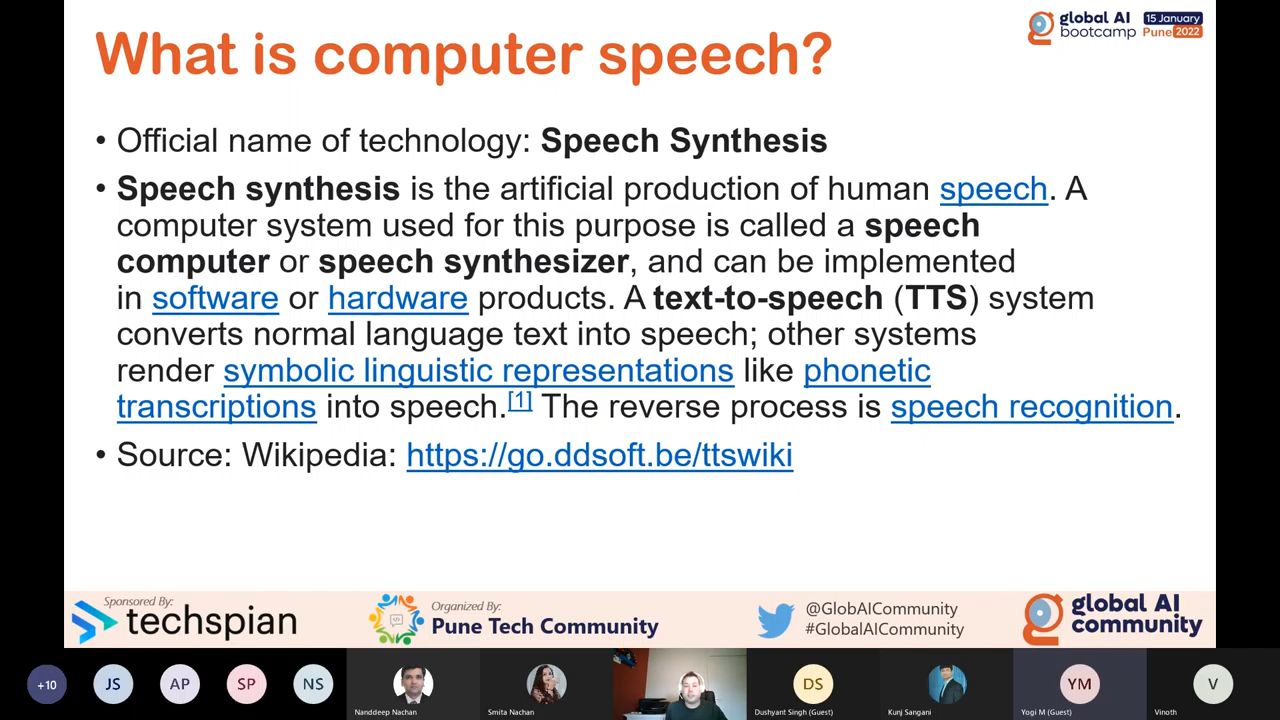 What is computer speech?
global AI
bootcamp
15 January
Pune 2022
• Official name of technology: Speech Synthesis
• Speech synthesis is the artificial production of human speech. A
computer system used for this purpose is called a speech
computer or speech synthesizer, and can be implemented
in software or hardware products. A text-to-speech (TTS) system
converts normal language text into speech; other systems
render symbolic linguistic representations like phonetic
transcriptions into speech.[1] The reverse process is speech recognition.
• Source: Wikipedia: https://go.ddsoft.be/ttswiki
Sponsored By:
techspian
Organized By:
Pune Tech Community
@GlobAICommunity
#GlobalAICommunity
global AI
community
+10
JS
AP
SP
NS
Nanddeep Nachan
Smita Nachan
DS
Dushyant Singh (Guest)
Kunj Sangani
YM
Yogi M (Guest)
V
Vinoth